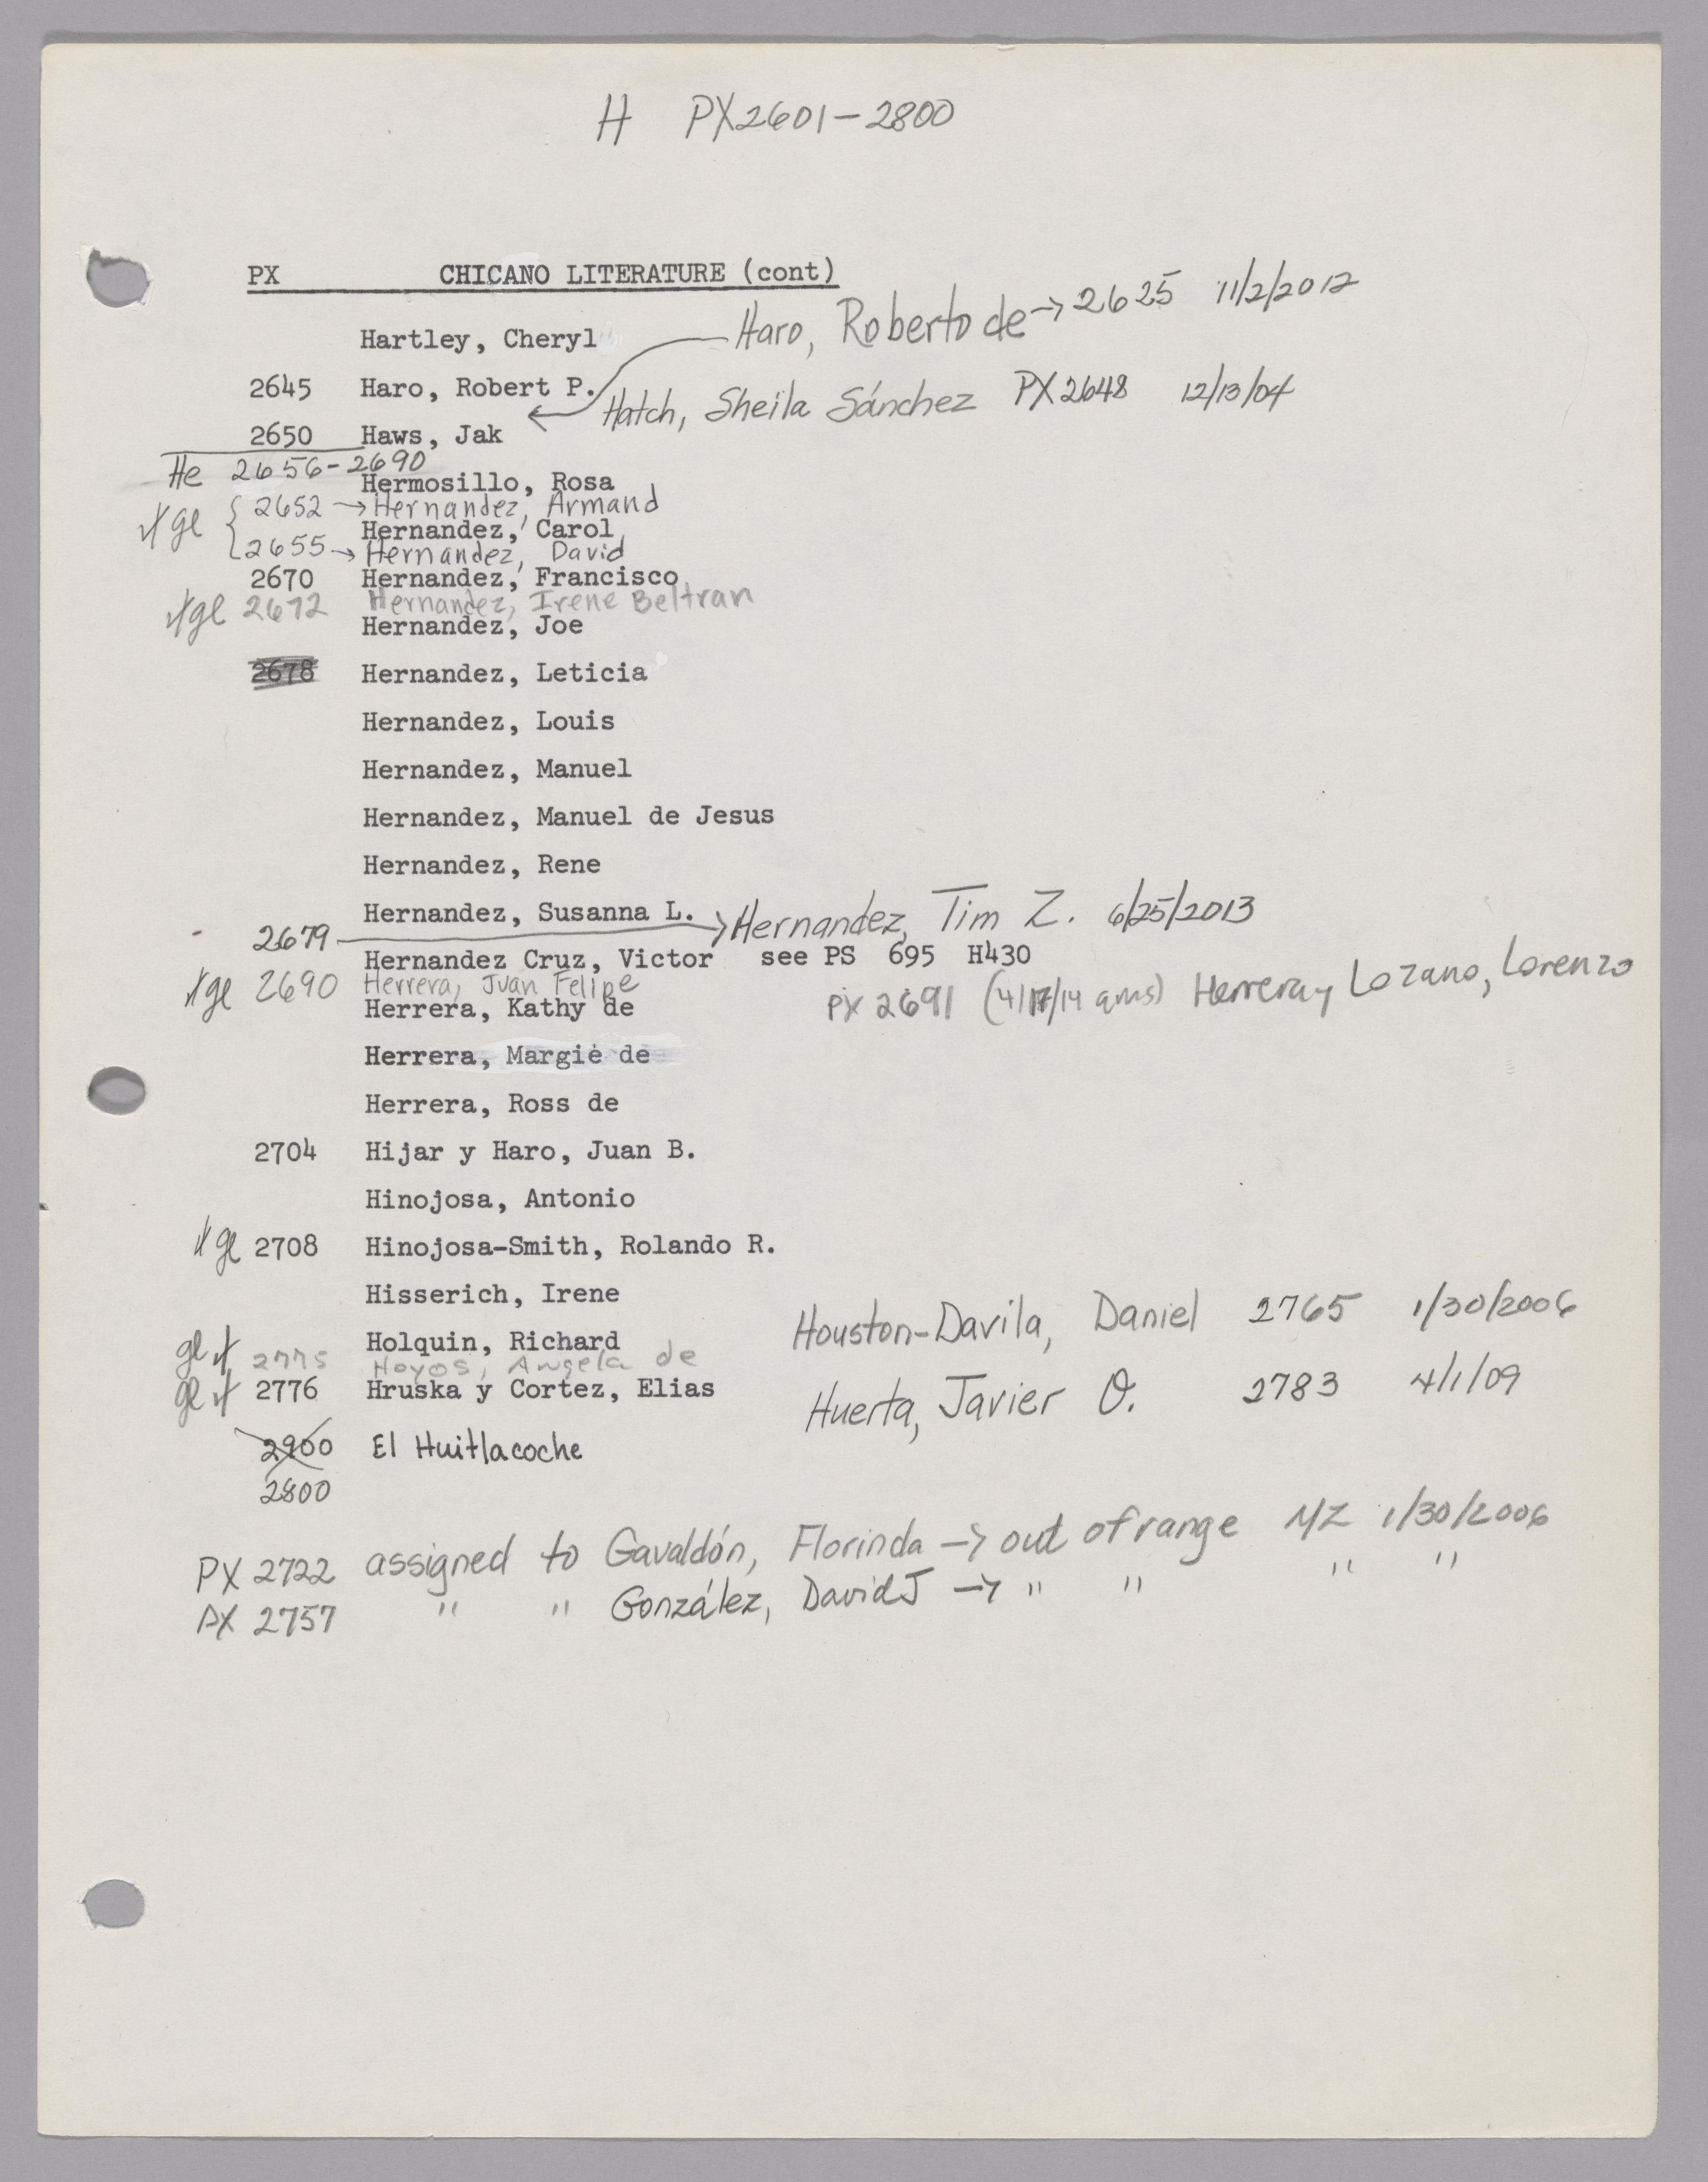 H PX2601-2800
PX CHICANO LITERATURE (cont)
Haro, Roberto de → 2625 11/2/2012
Hartley, Cheryl
2645 Haro, Robert P.
Hatch, Sheila Sánchez PX2648 12/13/04
2650 Haws, Jak
He 2656-2690
Hermosillo, Rosa
2652 → Hernandez, Armand
gl
Hernandez, Carol
2655 → Hernandez, David
2670 Hernandez, Francisco
gl 2672 Hernandez, Irene Beltran
Hernandez, Joe
2678 Hernandez, Leticia
Hernandez, Louis
Hernandez, Manuel
Hernandez, Manuel de Jesus
Hernandez, Rene
Hernandez, Susanna L.
2679 → Hernandez, Tim Z. 6/25/2013
Hernandez Cruz, Victor see PS 695 H430
gl 2690 Herrera, Juan Felipe
PX 2691 (4/17/14 ams) Herrera y Lozano, Lorenzo
Herrera, Kathy de
Herrera, Margie de
Herrera, Ross de
2704 Hijar y Haro, Juan B.
Hinojosa, Antonio
gl 2708 Hinojosa-Smith, Rolando R.
Hisserich, Irene
Houston-Davila, Daniel 2765 1/30/2006
Holquin, Richard
gl 2775 Hoyos, Angela de
gl 2776 Hruska y Cortez, Elias
Huerta, Javier O. 2783 4/1/09
2900 El Huitlacoche
2800
PX 2722 assigned to Gavaldón, Florinda → out of range MZ 1/30/2006
PX 2757 " " González, David J → " " " "